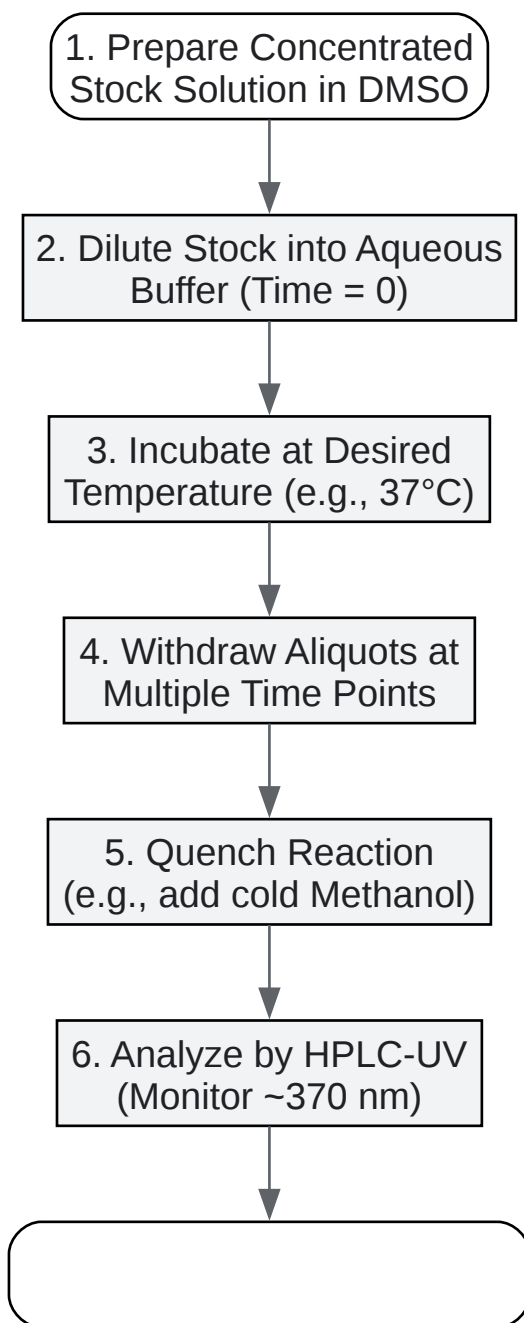 1. Prepare Concentrated
Stock Solution in DMSO
2. Dilute Stock into Aqueous
Buffer (Time = 0)
3. Incubate at Desired
Temperature (e.g., 37°C)
4. Withdraw Aliquots at
Multiple Time Points
5. Quench Reaction
(e.g., add cold Methanol)
6. Analyze by HPLC-UV
(Monitor ~370 nm)